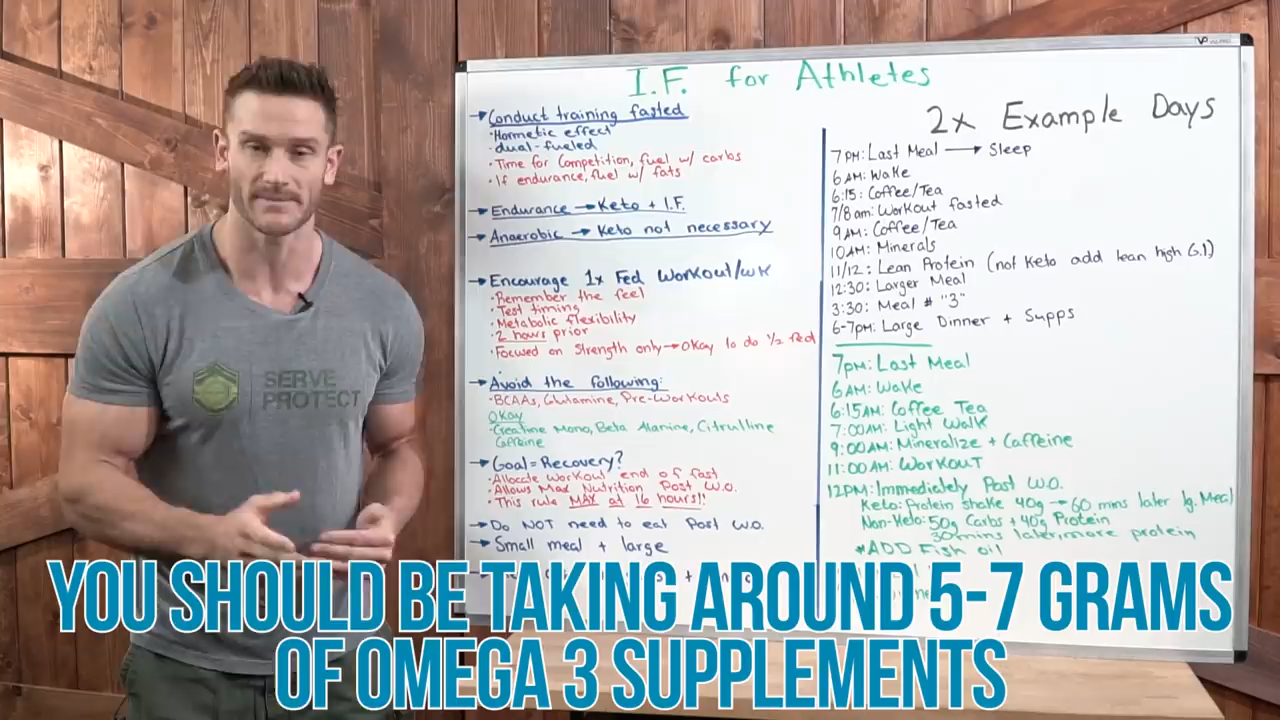 I.F. for Athletes
→Conduct training fasted
·Hormetic effect
·dual-fueled
·Time for Competition, fuel w/ carbs
·If endurance, fuel w/ fats
→Endurance→Keto + I.F.
→Anaerobic→Keto not necessary
→Encourage 1x Fed Workout/wk
·Remember the feel
·Test timing
·Metabolic flexibility
·2 hours prior
·Focused on strength only→Okay to do 1/2 fed
→Avoid the following:
·BCAAs, Glutamine, Pre-Workouts
Okay
·Creatine Mono, Beta Alanine, Citrulline
Caffeine
→Goal=Recovery?
·Allocate Workout end of fast
·Allows Max Nutrition Post W.O.
·This rule MAX at 16 hours!!
→Do NOT need to eat Post W.O.
→Small meal + large
2x Example Days
7PM: Last Meal → Sleep
6AM: Wake
6:15: Coffee/Tea
7/8am: Workout fasted
9AM: Coffee/Tea
10AM: Minerals
11/12: Lean Protein (not Keto add lean high G.I)
12:30: Larger Meal
3:30: Meal # "3"
6-7pm: Large Dinner + Supps
7pm: Last Meal
6AM: Wake
6:15AM: Coffee Tea
7:00AM: Light Walk
9:00AM: Mineralize + Caffeine
11:00AM: Workout
12PM: Immediately Post W.O.
Keto: Protein shake 40g → 60 mins later lg. Meal
Non-Keto: 50g Carbs + 40g Protein
30mins later, more protein
*ADD Fish oil
SERVE
PROTECT
YOU SHOULD BE TAKING AROUND 5-7 GRAMS
OF OMEGA 3 SUPPLEMENTS